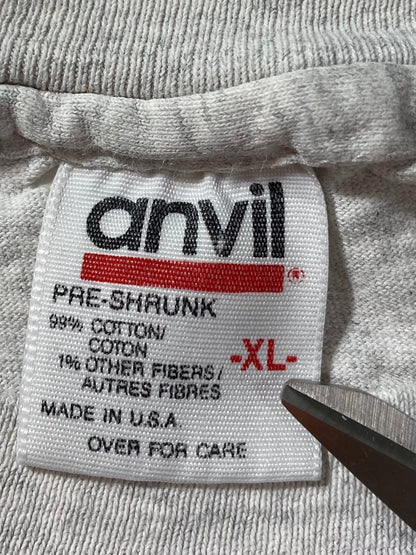 anvil
®
PRE-SHRUNK
99% COTTON/
COTON
1% OTHER FIBERS/
AUTRES FIBRES
-XL-
MADE IN U.S.A.
OVER FOR CARE